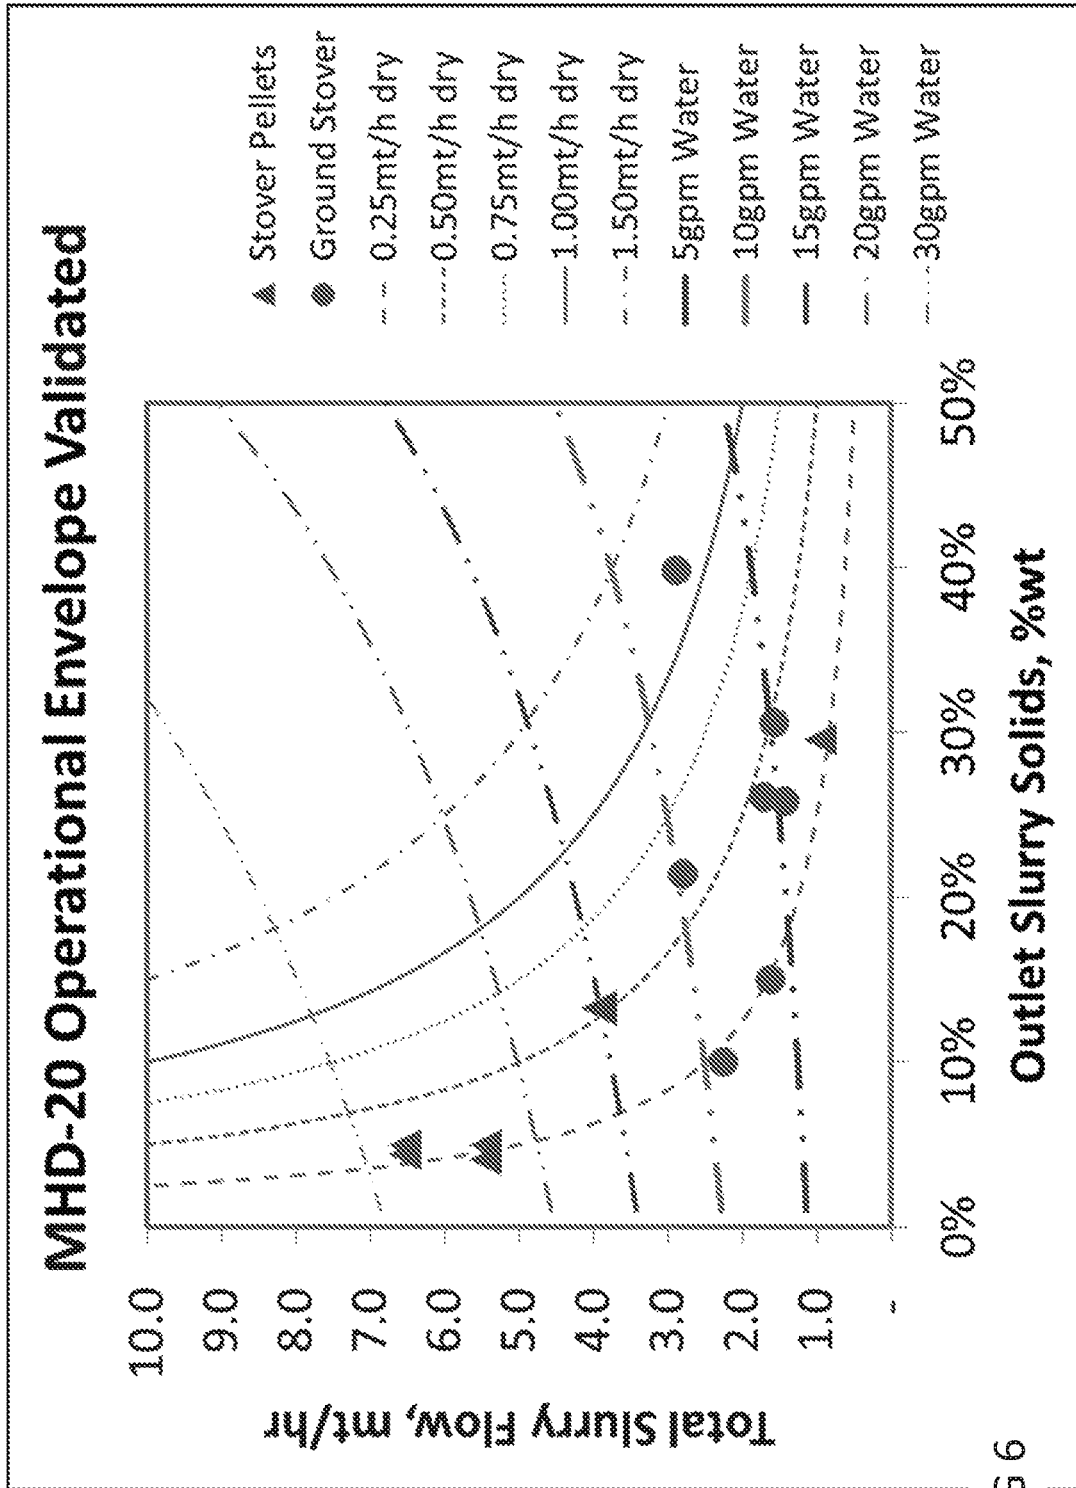 MHD-20 Operational Envelope Validated
Total Slurry Flow, mt/hr
10.0
9.0
8.0
7.0
6.0
5.0
4.0
3.0
2.0
1.0
-
0%
10%
20%
30%
40%
50%
Outlet Slurry Solids, %wt
Stover Pellets
Ground Stover
0.25mt/h dry
0.50mt/h dry
0.75mt/h dry
1.00mt/h dry
1.50mt/h dry
5gpm Water
10gpm Water
15gpm Water
20gpm Water
30gpm Water
G 6